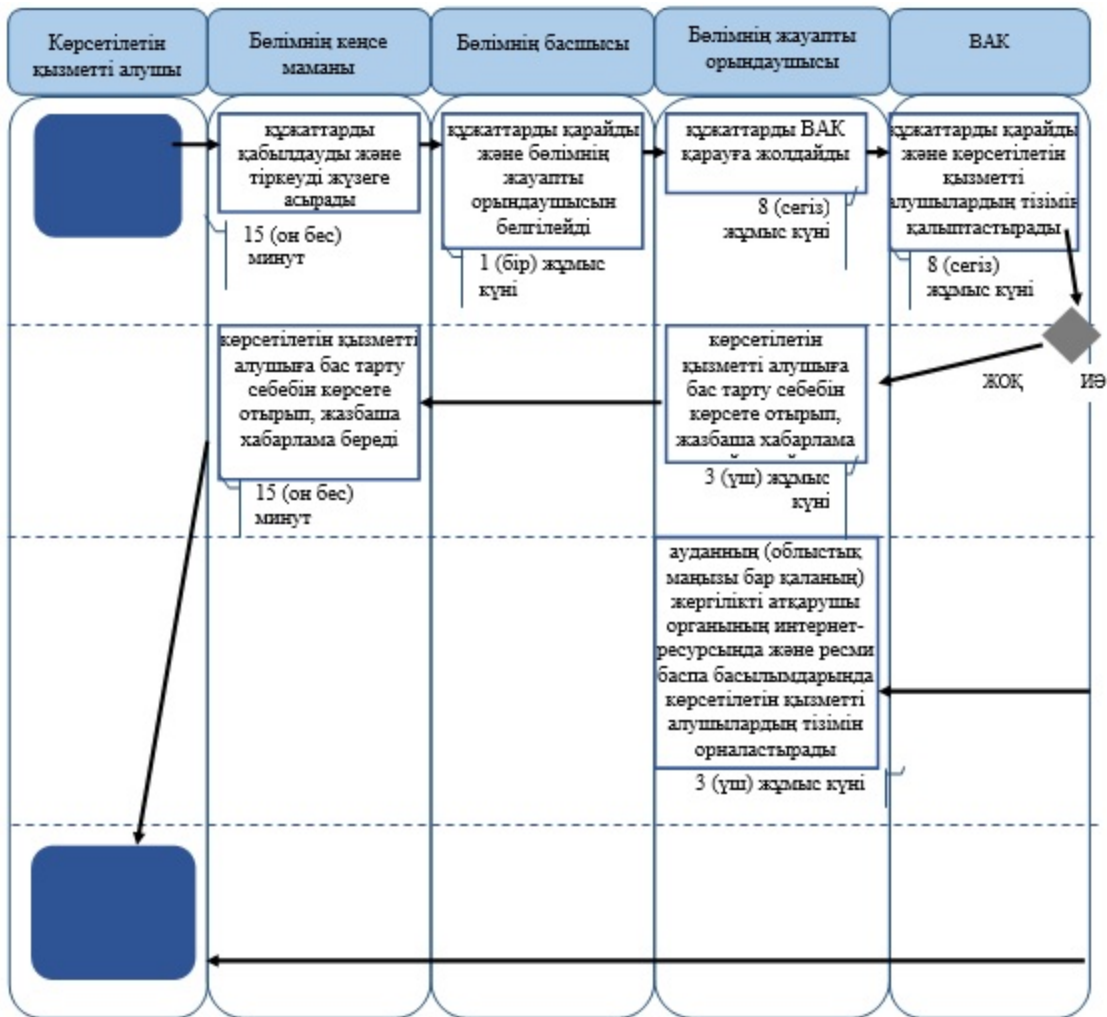 Көрсетілетін
қызметті алушы
Бөлімнің кеңсе
маманы
Бөлімнің басшысы
Бөлімнің жауапты
орындаушысы
ВАК
құжаттарды
қабылдауды және
тіркеуді жүзеге
асырады
15 (он бес)
минут
құжаттарды қарайды
және бөлімнің
жауапты
орындаушысын
белгілейді
1 (бір) жұмыс
күні
құжаттарды ВАК
қарауға жолдайды
8 (сегіз)
жұмыс күні
құжаттарды қарайды
және көрсетілетін
қызметті
алушылардың тізімін
қалыптастырады
8 (сегіз)
жұмыс күні
көрсетілетін қызметті
алушыға бас тарту
себебін көрсете
отырып, жазбаша
хабарлама береді
15 (он бес)
минут
көрсетілетін
қызметті алушыға
бас тарту себебін
көрсете отырып,
жазбаша хабарлама
3 (үш) жұмыс
күні
ЖОҚ
ИӘ
ауданның (облыстық
маңызы бар қаланың)
жергілікті атқарушы
органының интернет-
ресурсында және ресми
баспа басылымдарында
көрсетілетін қызметті
алушылардың тізімін
орналастырады
3 (үш) жұмыс күні